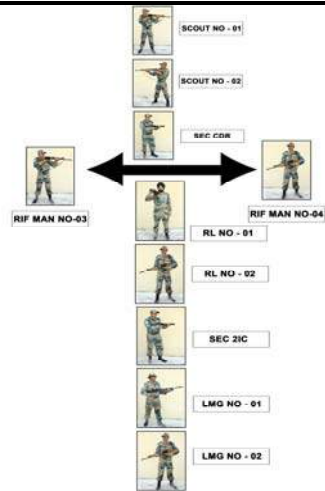 SCOUT NO - 01
SCOUT NO - 02
SEC CDR
RIF MAN NO-03
RIF MAN NO-04
RL NO - 01
RL NO - 02
SEC 2IC
LMG NO - 01
LMG NO - 02